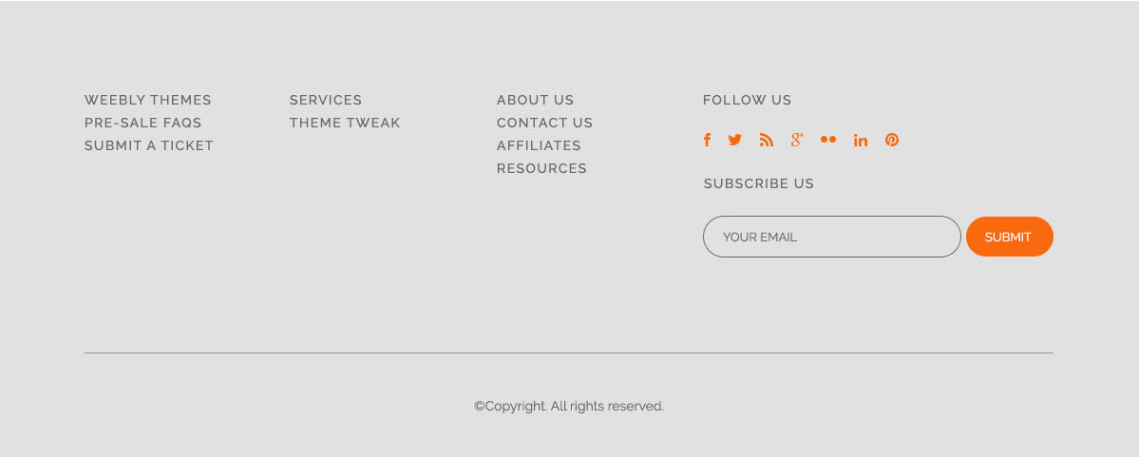 WEEBLY THEMES
PRE-SALE FAQS
SUBMIT A TICKET
SERVICES
THEME TWEAK
ABOUT US
CONTACT US
AFFILIATES
RESOURCES
FOLLOW US
SUBSCRIBE US
YOUR EMAIL
SUBMIT
©Copyright. All rights reserved.